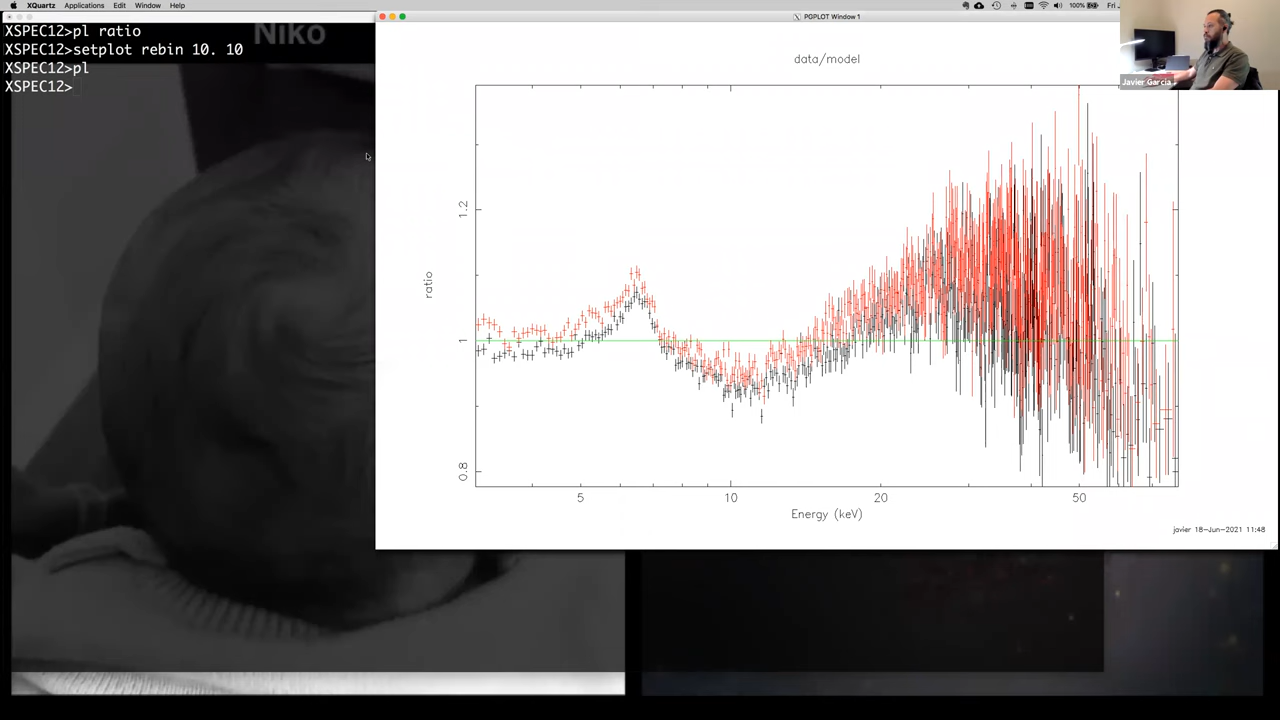 XQuartz Applications Edit Window Help
100% Fri
PGPLOT Window 1
XSPEC12>pl ratio
XSPEC12>setplot rebin 10. 10
XSPEC12>pl
XSPEC12>
Niko
Javier Garcia
data/model
1.2
1
0.8
ratio
5 10 20 50
Energy (keV)
javier 18-Jun-2021 11:48